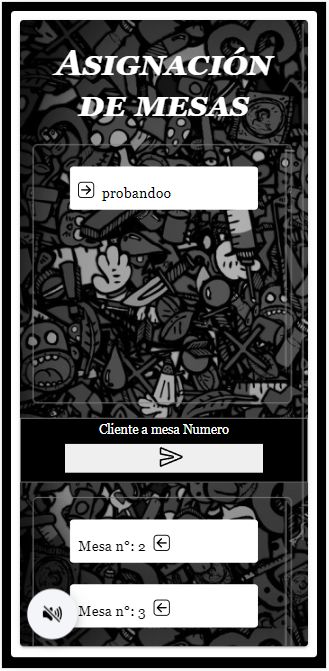 Asignación
de mesas
probandoo
Cliente a mesa Numero
Mesa n°: 2
Mesa n°: 3